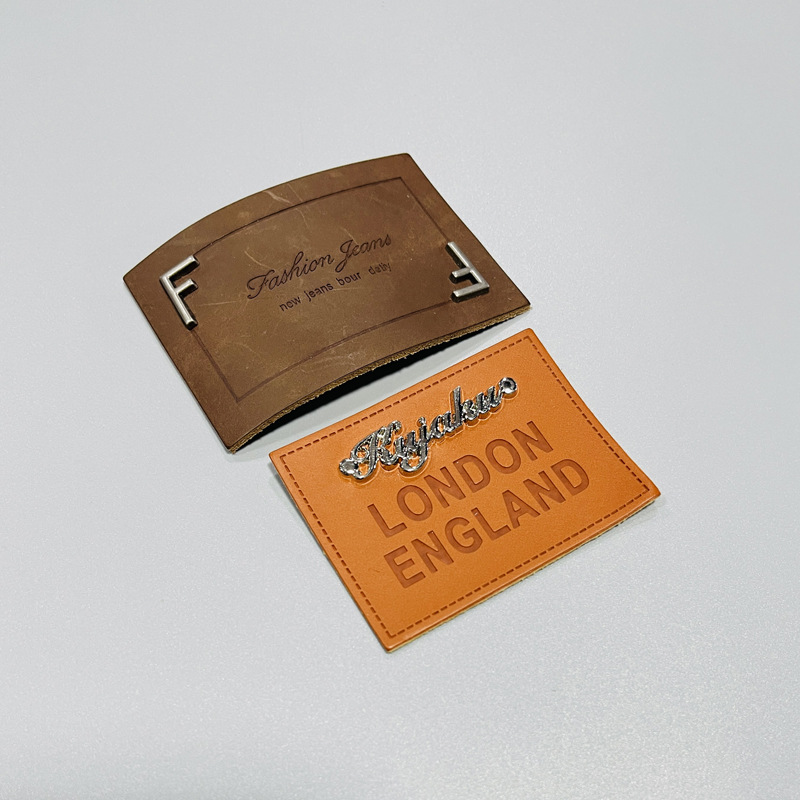 F
Fashion Jeans
new jeans bour daily
F
Kujaku
LONDON
ENGLAND